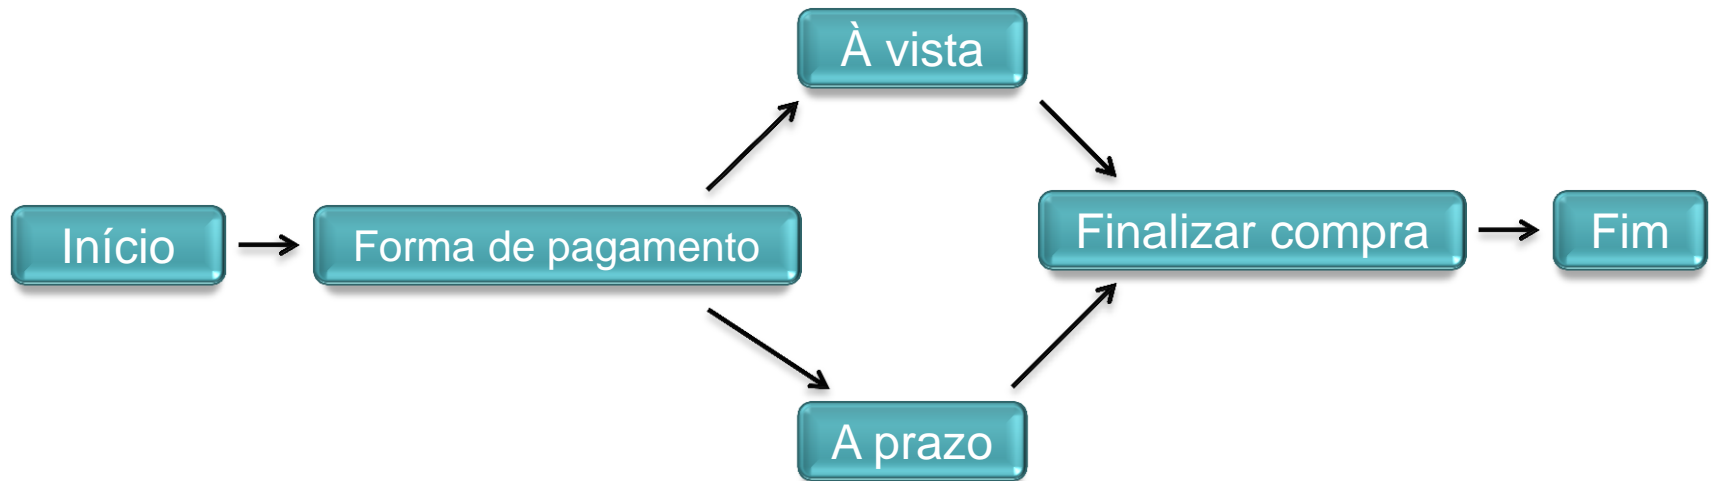 Início
Forma de pagamento
À vista
A prazo
Finalizar compra
Fim